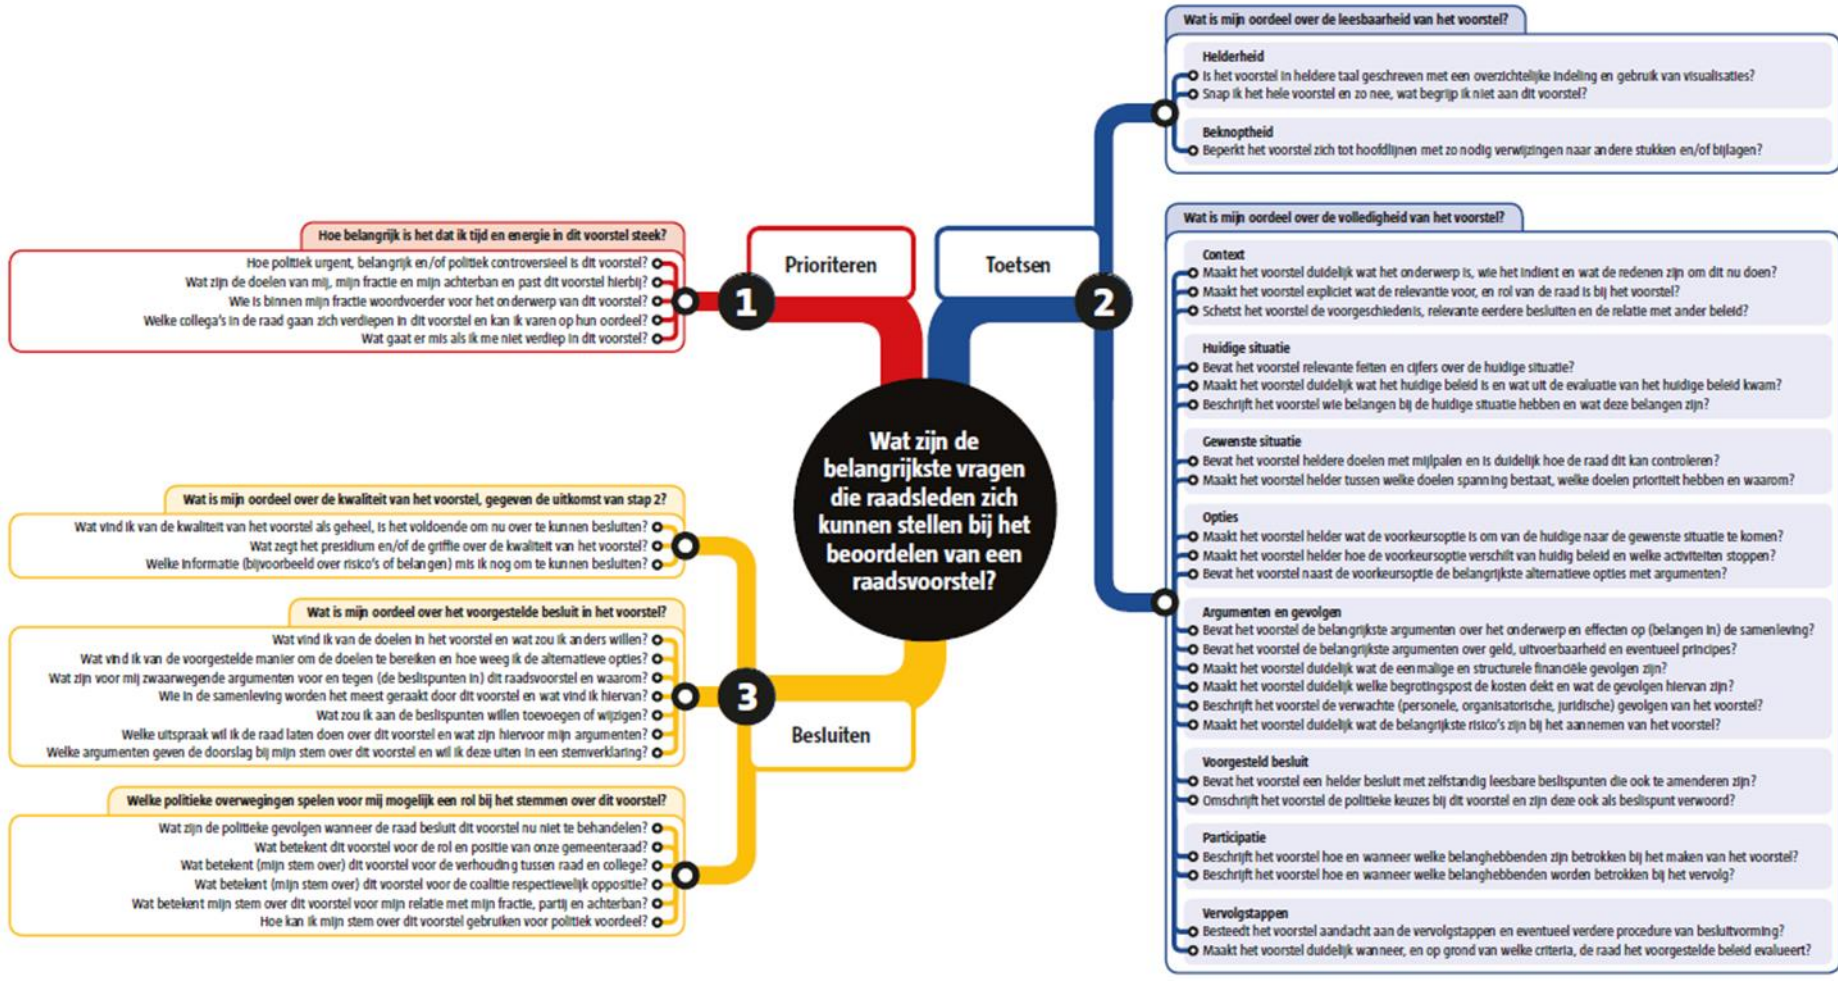 Wat zijn de
belangrijkste vragen
die raadsleden zich
kunnen stellen bij het
beoordelen van een
raadsvoorstel?
1
Prioriteren
Hoe belangrijk is het dat ik tijd en energie in dit voorstel steek?
Hoe politiek urgent, belangrijk en/of politiek controversieel is dit voorstel?
Wat zijn de doelen van mij, mijn fractie en mijn achterban en past dit voorstel hierbij?
Wie is binnen mijn fractie woordvoerder voor het onderwerp van dit voorstel?
Welke collega's in de raad gaan zich verdiepen in dit voorstel en kan ik varen op hun oordeel?
Wat gaat er mis als ik me niet verdiep in dit voorstel?
Toetsen
2
Wat is mijn oordeel over de leesbaarheid van het voorstel?
Helderheid
Is het voorstel in heldere taal geschreven met een overzichtelijke indeling en gebruik van visualisaties?
Snap ik het hele voorstel en zo nee, wat begrijp ik niet aan dit voorstel?
Beknoptheid
Beperkt het voorstel zich tot hoofdlijnen met zo nodig verwijzingen naar andere stukken en/of bijlagen?
Wat is mijn oordeel over de volledigheid van het voorstel?
Context
Maakt het voorstel duidelijk wat het onderwerp is, wie het indient en wat de redenen zijn om dit nu doen?
Maakt het voorstel expliciet wat de relevantie voor, en rol van de raad is bij het voorstel?
Schetst het voorstel de voorgeschiedenis, relevante eerdere besluiten en de relatie met ander beleid?
Huidige situatie
Bevat het voorstel relevante feiten en cijfers over de huidige situatie?
Maakt het voorstel duidelijk wat het huidige beleid is en wat uit de evaluatie van het huidige beleid kwam?
Beschrijft het voorstel wie belangen bij de huidige situatie hebben en wat deze belangen zijn?
Gewenste situatie
Bevat het voorstel heldere doelen met mijlpalen en is duidelijk hoe de raad dit kan controleren?
Maakt het voorstel helder tussen welke doelen spanning bestaat, welke doelen prioriteit hebben en waarom?
Opties
Maakt het voorstel helder wat de voorkeursoptie is om van de huidige naar de gewenste situatie te komen?
Maakt het voorstel helder hoe de voorkeursoptie verschilt van huidig beleid en welke activiteiten stoppen?
Bevat het voorstel naast de voorkeursoptie de belangrijkste alternatieve opties met argumenten?
Argumenten en gevolgen
Bevat het voorstel de belangrijkste argumenten over het onderwerp en effecten op (belangen in) de samenleving?
Bevat het voorstel de belangrijkste argumenten over geld, uitvoerbaarheid en eventueel principes?
Maakt het voorstel duidelijk wat de eenmalige en structurele financiële gevolgen zijn?
Maakt het voorstel duidelijk welke begrotingspost de kosten dekt en wat de gevolgen hiervan zijn?
Beschrijft het voorstel de verwachte (personele, organisatorische, juridische) gevolgen van het voorstel?
Maakt het voorstel duidelijk wat de belangrijkste risico's zijn bij het aannemen van het voorstel?
Voorgesteld besluit
Bevat het voorstel een helder besluit met zelfstandig leesbare beslispunten die ook te amenderen zijn?
Omschrijft het voorstel de politieke keuzes bij dit voorstel en zijn deze ook als beslispunt verwoord?
Participatie
Beschrijft het voorstel hoe en wanneer welke belanghebbenden zijn betrokken bij het maken van het voorstel?
Beschrijft het voorstel hoe en wanneer welke belanghebbenden worden betrokken bij het vervolg?
Vervolgstappen
Besteedt het voorstel aandacht aan de vervolgstappen en eventueel verdere procedure van besluitvorming?
Maakt het voorstel duidelijk wanneer, en op grond van welke criteria, de raad het voorgestelde beleid evalueert?
3
Besluiten
Wat is mijn oordeel over de kwaliteit van het voorstel, gegeven de uitkomst van stap 2?
Wat vind ik van de kwaliteit van het voorstel als geheel, is het voldoende om nu over te kunnen besluiten?
Wat zegt het presidium en/of de griffie over de kwaliteit van het voorstel?
Welke informatie (bijvoorbeeld over risico's of belangen) mis ik nog om te kunnen besluiten?
Wat is mijn oordeel over het voorgestelde besluit in het voorstel?
Wat vind ik van de doelen in het voorstel en wat zou ik anders willen?
Wat vind ik van de voorgestelde manier om de doelen te bereiken en hoe weeg ik de alternatieve opties?
Wat zijn voor mij zwaarwegende argumenten voor en tegen (de beslispunten in) dit raadsvoorstel en waarom?
Wie in de samenleving worden het meest geraakt door dit voorstel en wat vind ik hiervan?
Wat zou ik aan de beslispunten willen toevoegen of wijzigen?
Welke uitspraak wil ik de raad laten doen over dit voorstel en wat zijn hiervoor mijn argumenten?
Welke argumenten geven de doorslag bij mijn stem over dit voorstel en wil ik deze uiten in een stemverklaring?
Welke politieke overwegingen spelen voor mij mogelijk een rol bij het stemmen over dit voorstel?
Wat zijn de politieke gevolgen wanneer de raad besluit dit voorstel nu niet te behandelen?
Wat betekent dit voorstel voor de rol en positie van onze gemeenteraad?
Wat betekent (mijn stem over) dit voorstel voor de verhouding tussen raad en college?
Wat betekent (mijn stem over) dit voorstel voor de coalitie respectievelijk oppositie?
Wat betekent mijn stem over dit voorstel voor mijn relatie met mijn fractie, partij en achterban?
Hoe kan ik mijn stem over dit voorstel gebruiken voor politiek voordeel?